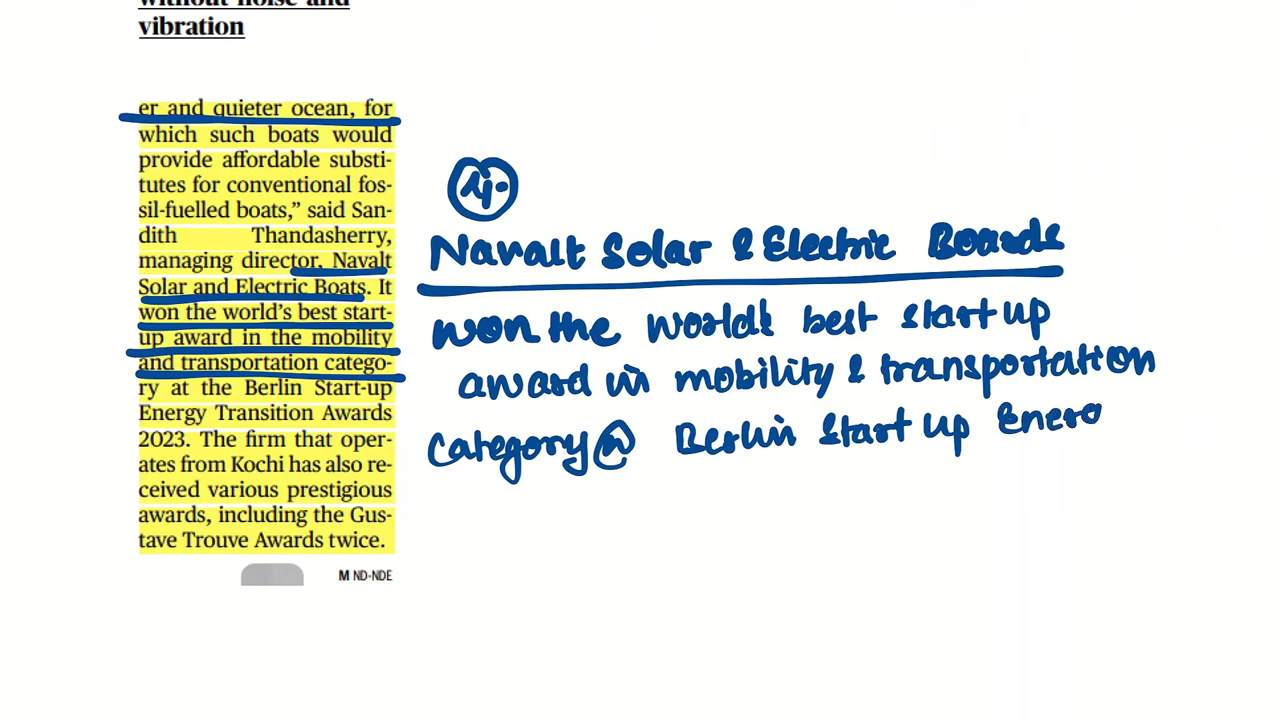 without noise and
vibration
er and quieter ocean, for
which such boats would
provide affordable substi-
tutes for conventional fos-
sil-fuelled boats,” said San-
dith Thandasherry,
managing director, Navalt
Solar and Electric Boats. It
won the world’s best start-
up award in the mobility
and transportation catego-
ry at the Berlin Start-up
Energy Transition Awards
2023. The firm that oper-
ates from Kochi has also re-
ceived various prestigious
awards, including the Gus-
tave Trouve Awards twice.
M ND-NDE
Navalt Solar & Electric Boards
won the world's best start up
award in mobility & transportation
category @ Berlin start up Enero